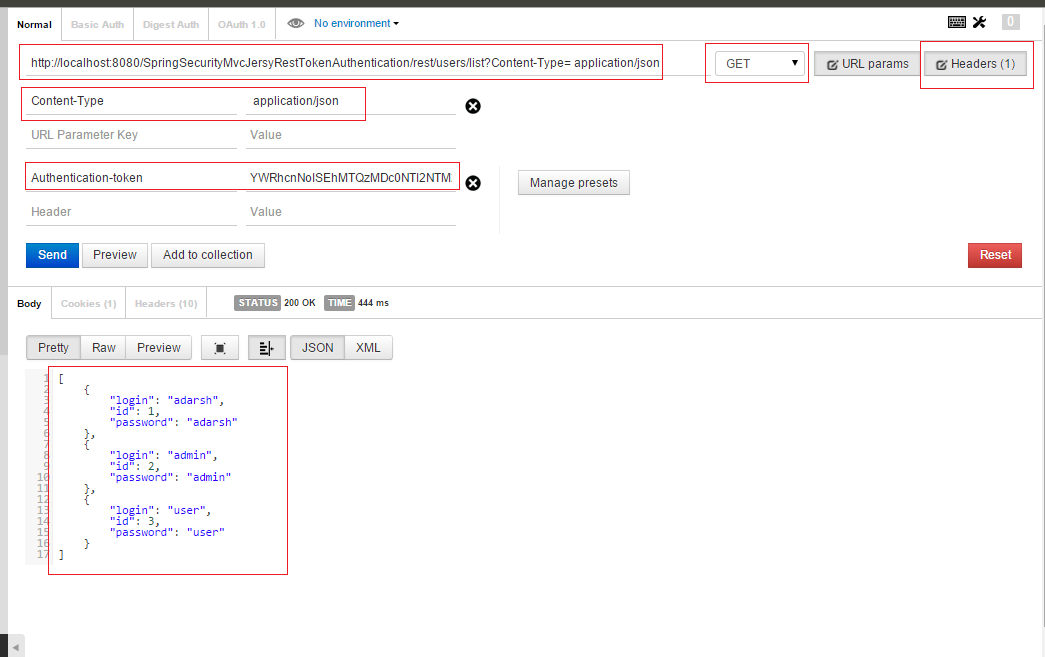 Normal Basic Auth Digest Auth OAuth 1.0 No environment 0
http://localhost:8080/SpringSecurityMvcJersyRestTokenAuthentication/rest/users/list?Content-Type= application/json GET URL params Headers (1)
Content-Type application/json
URL Parameter Key Value
Authentication-token
Manage presets
Header Value
Send Preview Add to collection Reset
Body Cookies (1) Headers (10) STATUS 200 OK TIME 444 ms
Pretty Raw Preview JSON XML
1 [
2 {
3 "login": "adarsh",
4 "id": 1,
5 "password": "adarsh"
6 },
7 {
8 "login": "admin",
9 "id": 2,
10 "password": "admin"
11 },
12 {
13 "login": "user",
14 "id": 3,
15 "password": "user"
16 }
17 ]